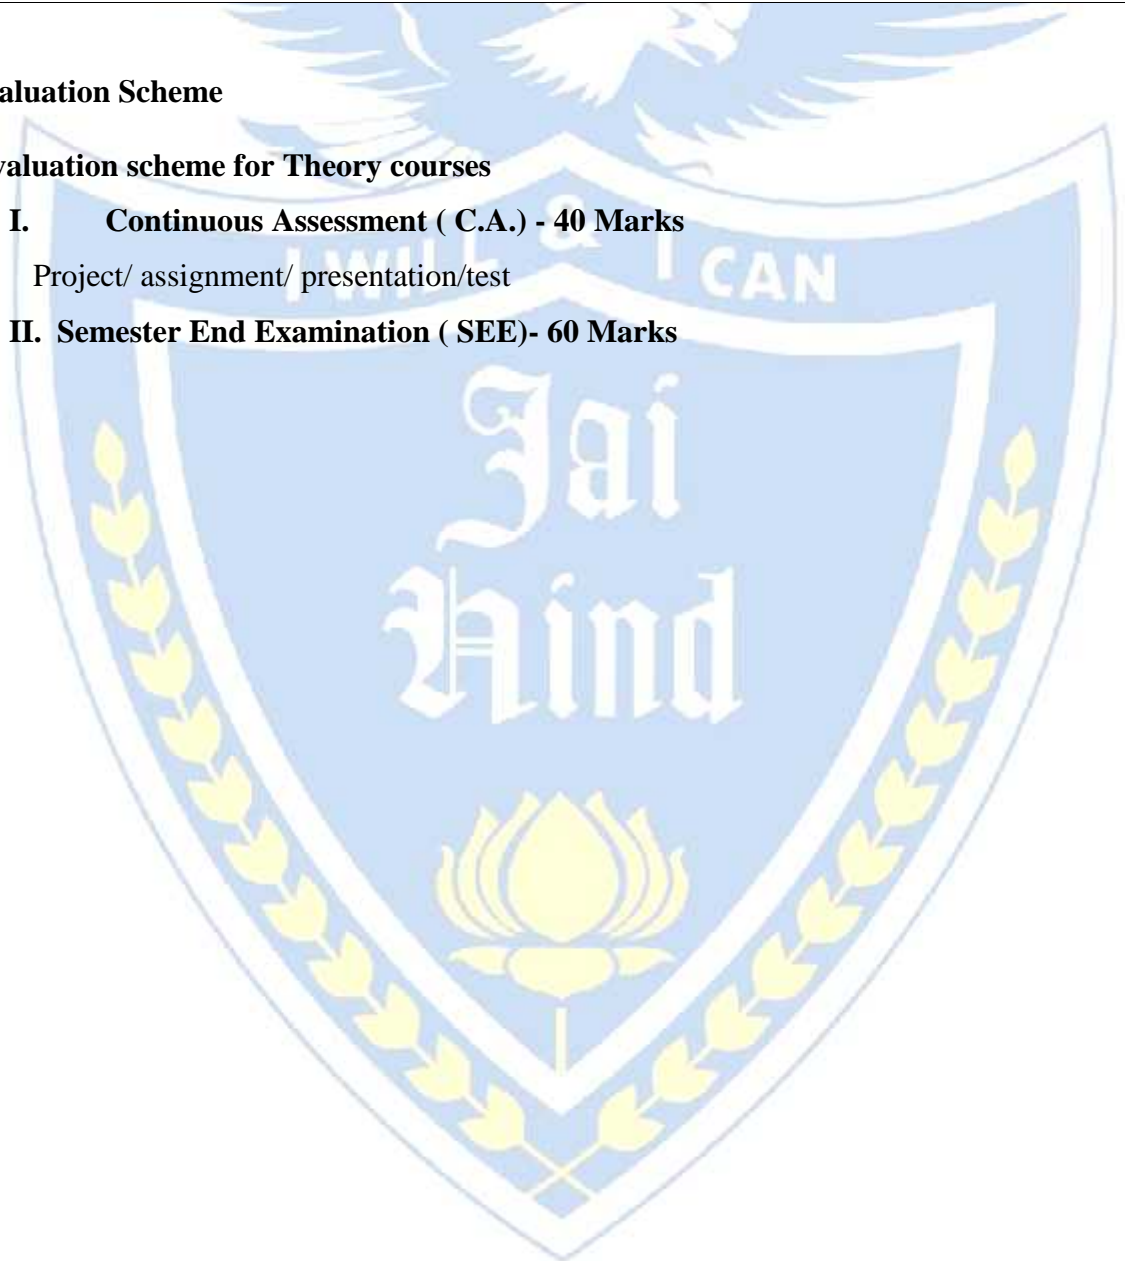 aluation Scheme
valuation scheme for Theory courses
I. Continuous Assessment ( C.A.) - 40 Marks
Project/ assignment/ presentation/test
II. Semester End Examination ( SEE)- 60 Marks
I WILL & I CAN
Jai
Hind